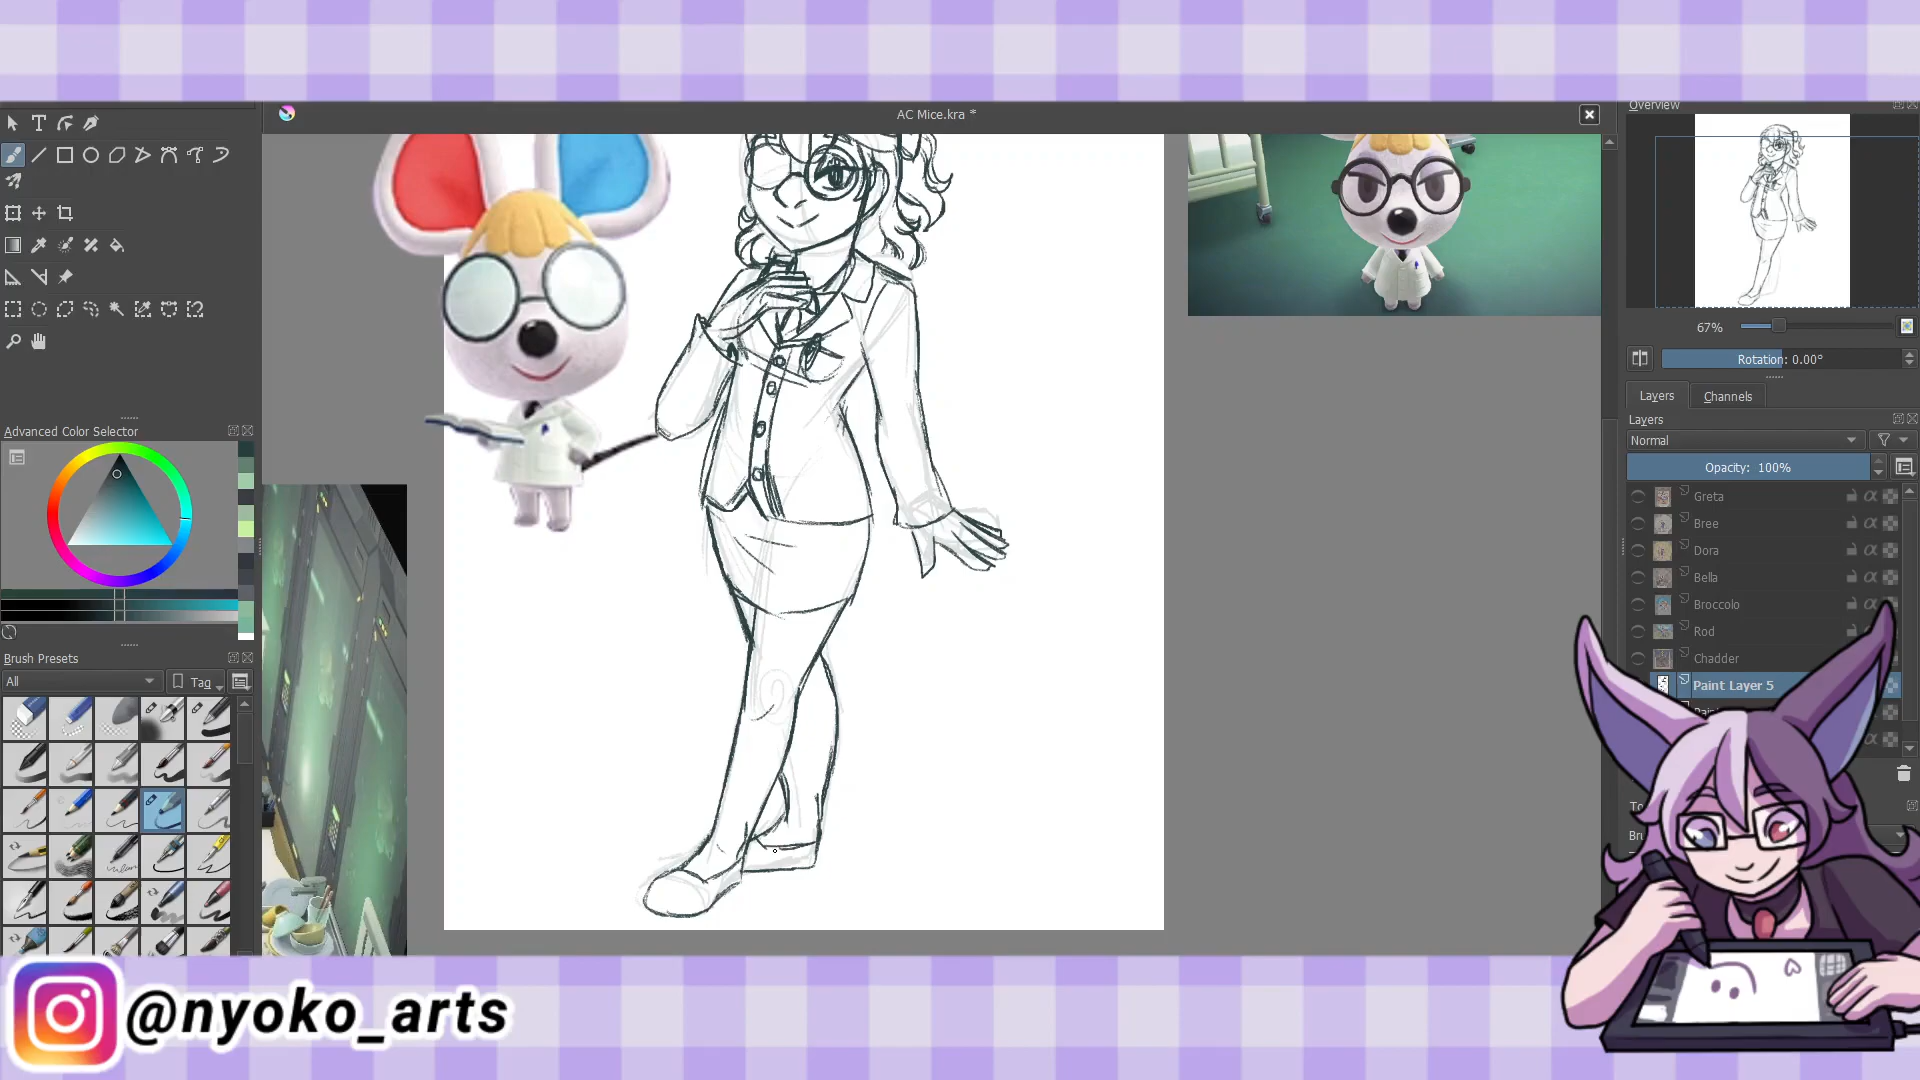 Overview
AC Mice.kra *
67%
Rotation: 0.00°
Layers
Channels
Layers
Normal
Opacity: 100%
Advanced Color Selector
Greta
Bree
Dora
Bella
Broccolo
Rod
Chadder
Paint Layer 5
Brush Presets
All
Tag
@nyoko_arts